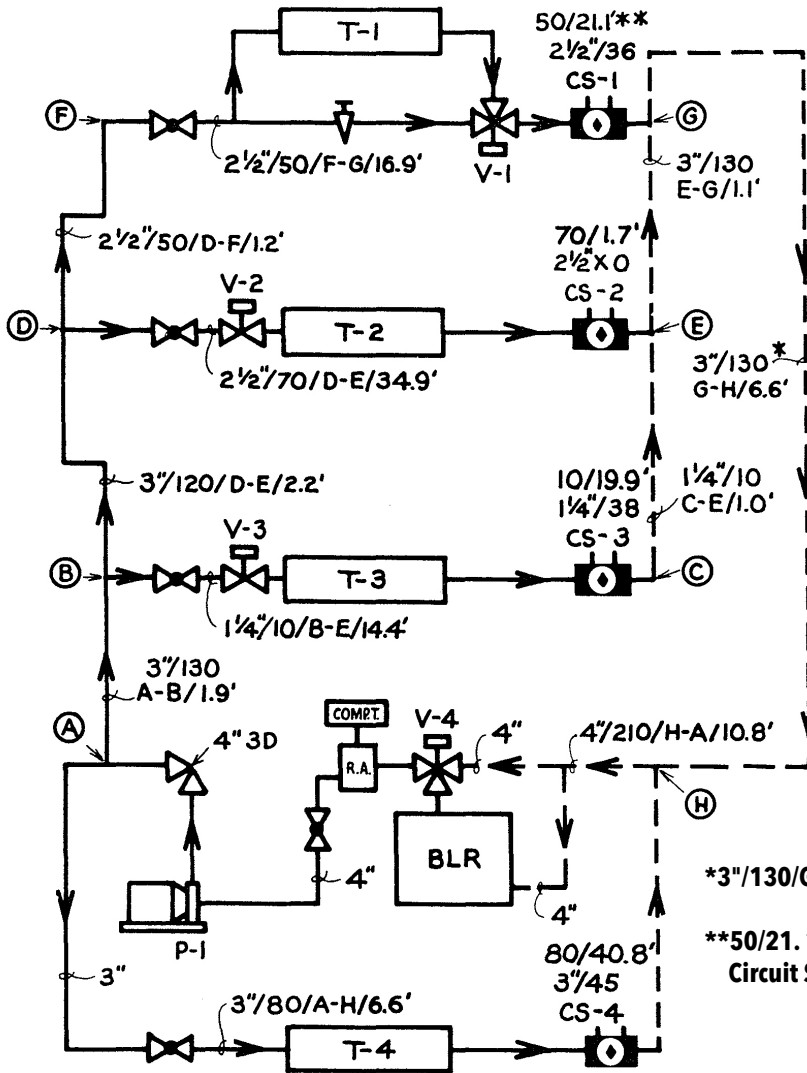 T-1
50/21.1'**
2½"/36
CS-1
F
G
2½"/50/F-G/16.9'
V-1
3"/130
E-G/1.1'
2½"/50/D-F/1.2'
V-2
70/1.7'
2½"X0
CS-2
D
T-2
E
2½"/70/D-E/34.9'
3"/130*
G-H/6.6'
3"/120/D-E/2.2'
V-3
10/19.9'
1¼"/38
CS-3
1¼"/10
C-E/1.0'
B
T-3
C
1¼"/10/B-E/14.4'
3"/130
A-B/1.9'
A
4" 3D
COMP.T.
R.A.
V-4
4"
4"/210/H-A/10.8'
H
BLR
4"
4"
P-1
*3"/130/
**50/21.
Circuit
3"
80/40.8'
3"/45
CS-4
3"/80/A-H/6.6'
T-4